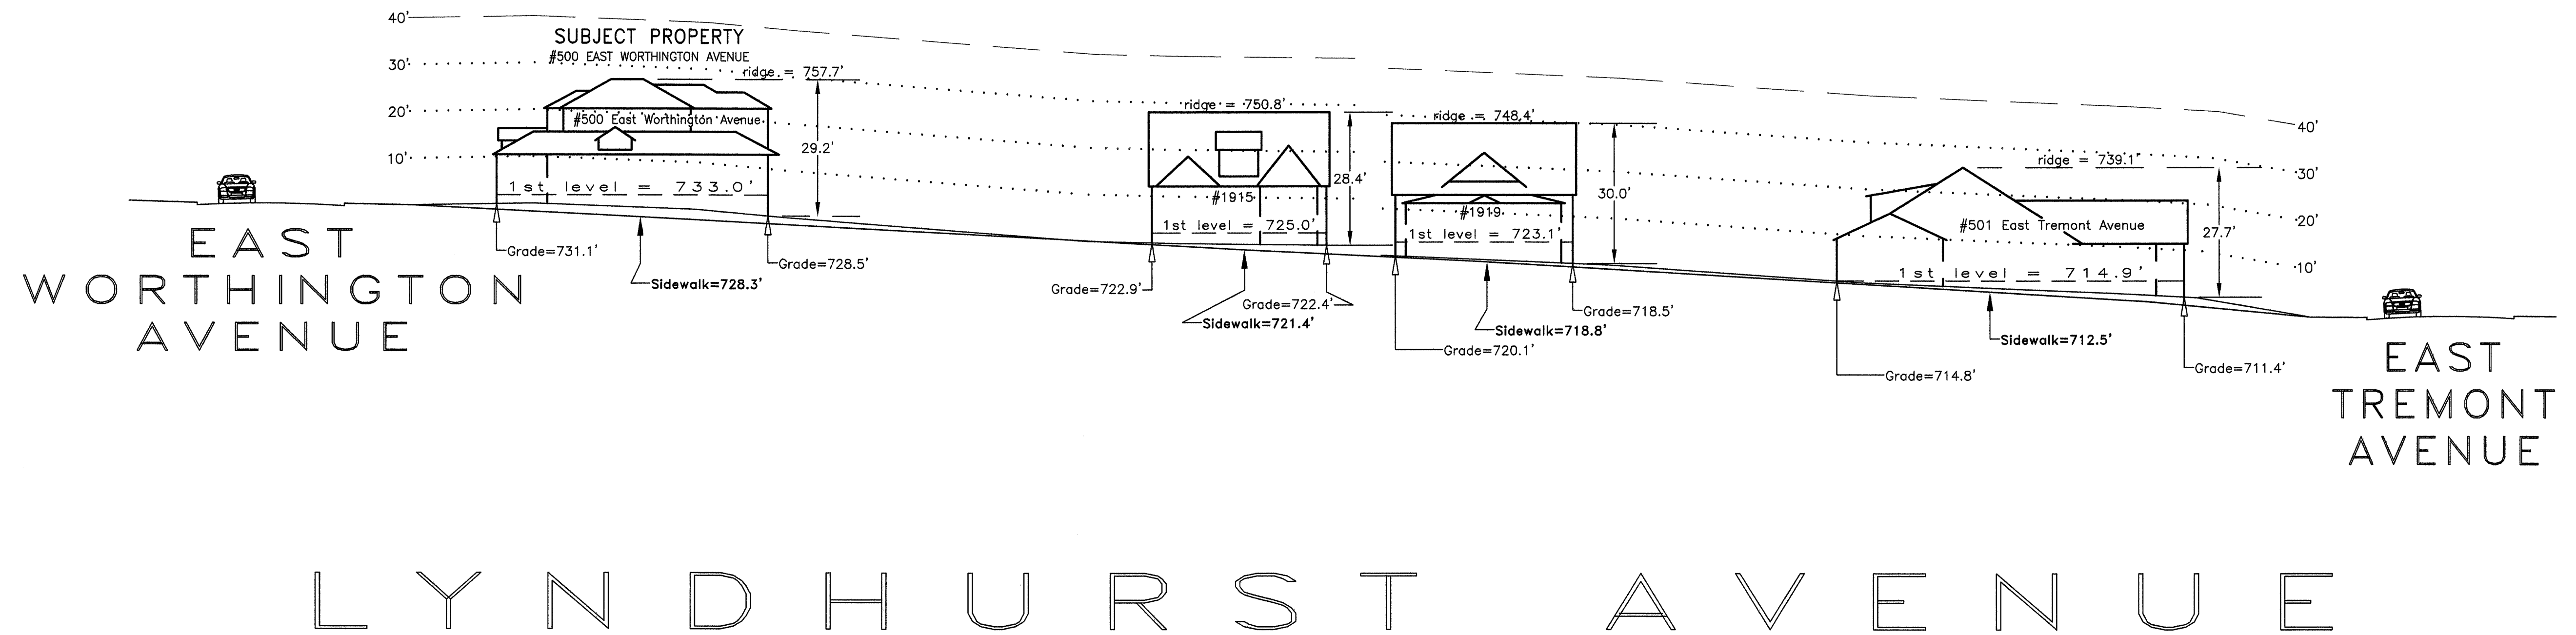 40'
SUBJECT PROPERTY
#500 EAST WORTHINGTON AVENUE
30'
ridge = 757.7'
20'
#500 East Worthington Avenue
10'
29.2'
1st level = 733.0'
Grade=731.1'
Sidewalk=728.3'
Grade=728.5'
EAST
WORTHINGTON
AVENUE
ridge = 750.8'
28.4'
#1915
1st level = 725.0'
Grade=722.9'
Grade=722.4'
Sidewalk=721.4'
ridge = 748.4'
30.0'
#1919
1st level = 723.1'
Grade=718.5'
Sidewalk=718.8'
Grade=720.1'
ridge = 739.1'
#501 East Tremont Avenue
27.7'
1st level = 714.9'
Sidewalk=712.5'
Grade=714.8'
Grade=711.4'
40'
30'
20'
10'
EAST
TREMONT
AVENUE
LYNDHURST AVENUE